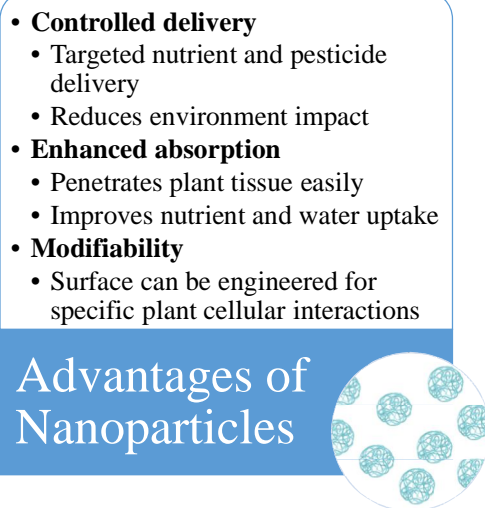 • Controlled delivery
• Targeted nutrient and pesticide
delivery
• Reduces environment impact
• Enhanced absorption
• Penetrates plant tissue easily
• Improves nutrient and water uptake
• Modifiability
• Surface can be engineered for
specific plant cellular interactions
Advantages of
Nanoparticles